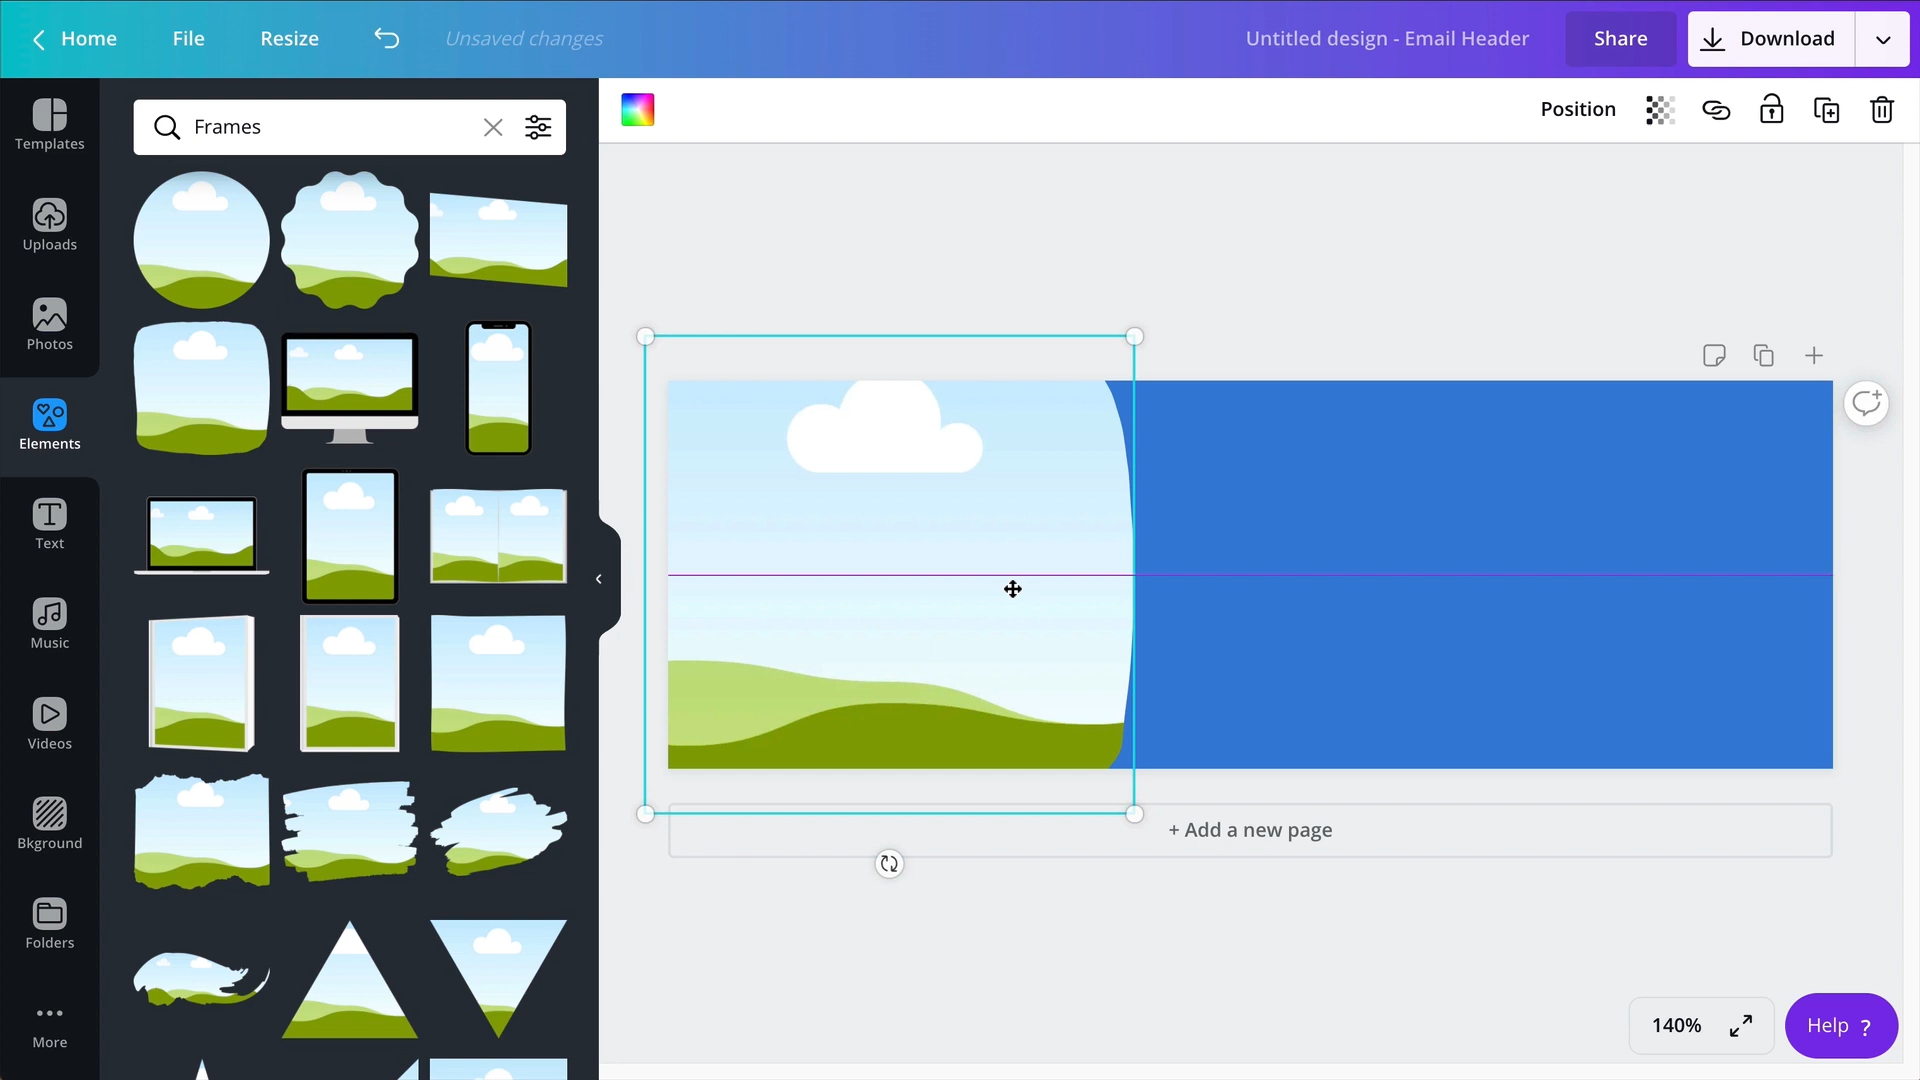 Home
File
Resize
Unsaved changes
Untitled design - Email Header
Share
Download
Templates
Uploads
Photos
Elements
Text
Music
Videos
Bkground
Folders
More
Frames
Position
+ Add a new page
140%
Help ?